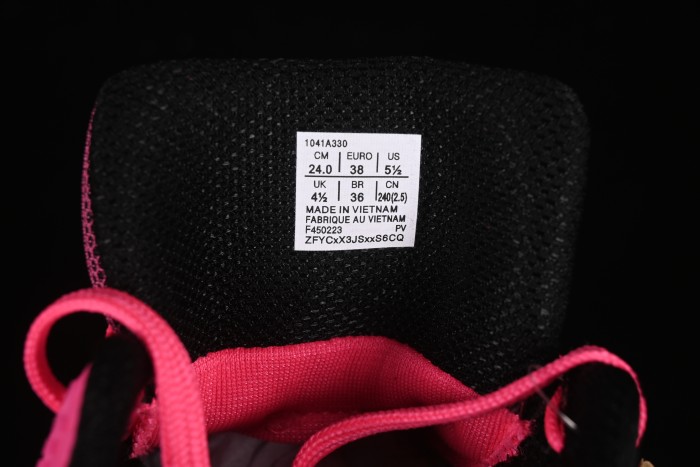 1041A330
CM EURO US
24.0 38 5½
UK BR CN
4½ 36 240(2.5)
MADE IN VIETNAM
FABRIQUE AU VIETNAM
F450223 PV
ZFYCxX3JSxxS6CQ